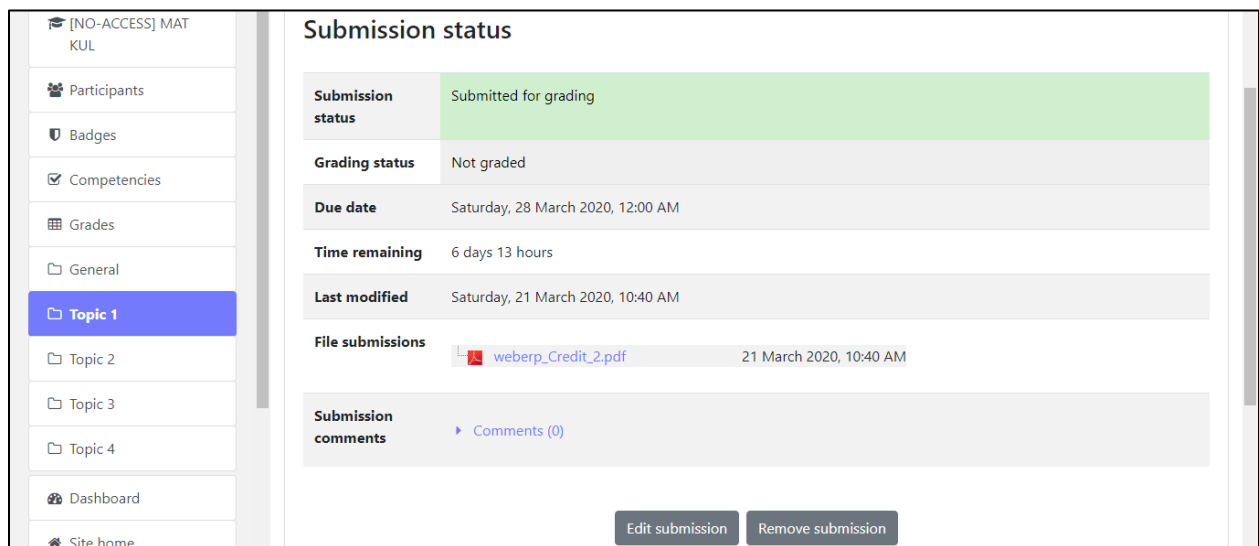 [NO-ACCESS] MAT
KUL
Participants
Badges
Competencies
Grades
General
Topic 1
Topic 2
Topic 3
Topic 4
Dashboard
Site home
Submission status
Submission
status
Submitted for grading
Grading status
Not graded
Due date
Saturday, 28 March 2020, 12:00 AM
Time remaining
6 days 13 hours
Last modified
Saturday, 21 March 2020, 10:40 AM
File submissions
weberp_Credit_2.pdf
21 March 2020, 10:40 AM
Submission
comments
Comments (0)
Edit submission
Remove submission